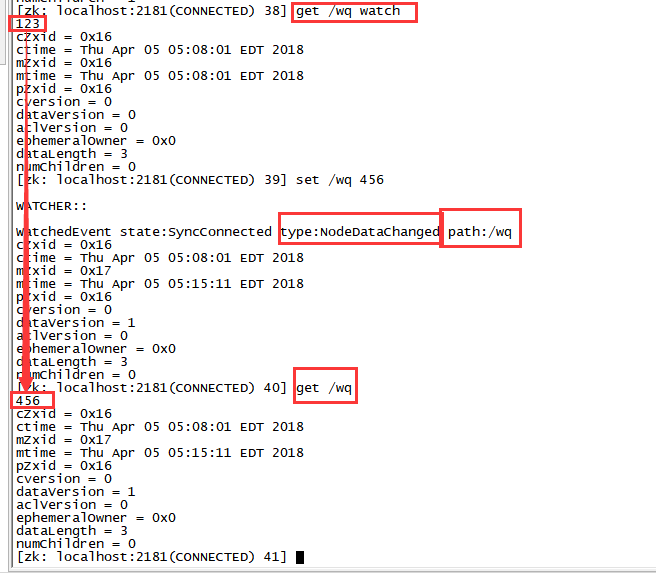 [zk: localhost:2181(CONNECTED) 38] get /wq watch
123
cZxid = 0x16
ctime = Thu Apr 05 05:08:01 EDT 2018
mZxid = 0x16
mtime = Thu Apr 05 05:08:01 EDT 2018
pZxid = 0x16
cversion = 0
dataVersion = 0
aclVersion = 0
ephemeralOwner = 0x0
dataLength = 3
numChildren = 0
[zk: localhost:2181(CONNECTED) 39] set /wq 456
WATCHER::
WatchedEvent state:SyncConnected type:NodeDataChanged path:/wq
cZxid = 0x16
ctime = Thu Apr 05 05:08:01 EDT 2018
mZxid = 0x17
mtime = Thu Apr 05 05:15:11 EDT 2018
pZxid = 0x16
cversion = 0
dataVersion = 1
aclVersion = 0
ephemeralOwner = 0x0
dataLength = 3
numChildren = 0
[zk: localhost:2181(CONNECTED) 40] get /wq
456
cZxid = 0x16
ctime = Thu Apr 05 05:08:01 EDT 2018
mZxid = 0x17
mtime = Thu Apr 05 05:15:11 EDT 2018
pZxid = 0x16
cversion = 0
dataVersion = 1
aclVersion = 0
ephemeralOwner = 0x0
dataLength = 3
numChildren = 0
[zk: localhost:2181(CONNECTED) 41]